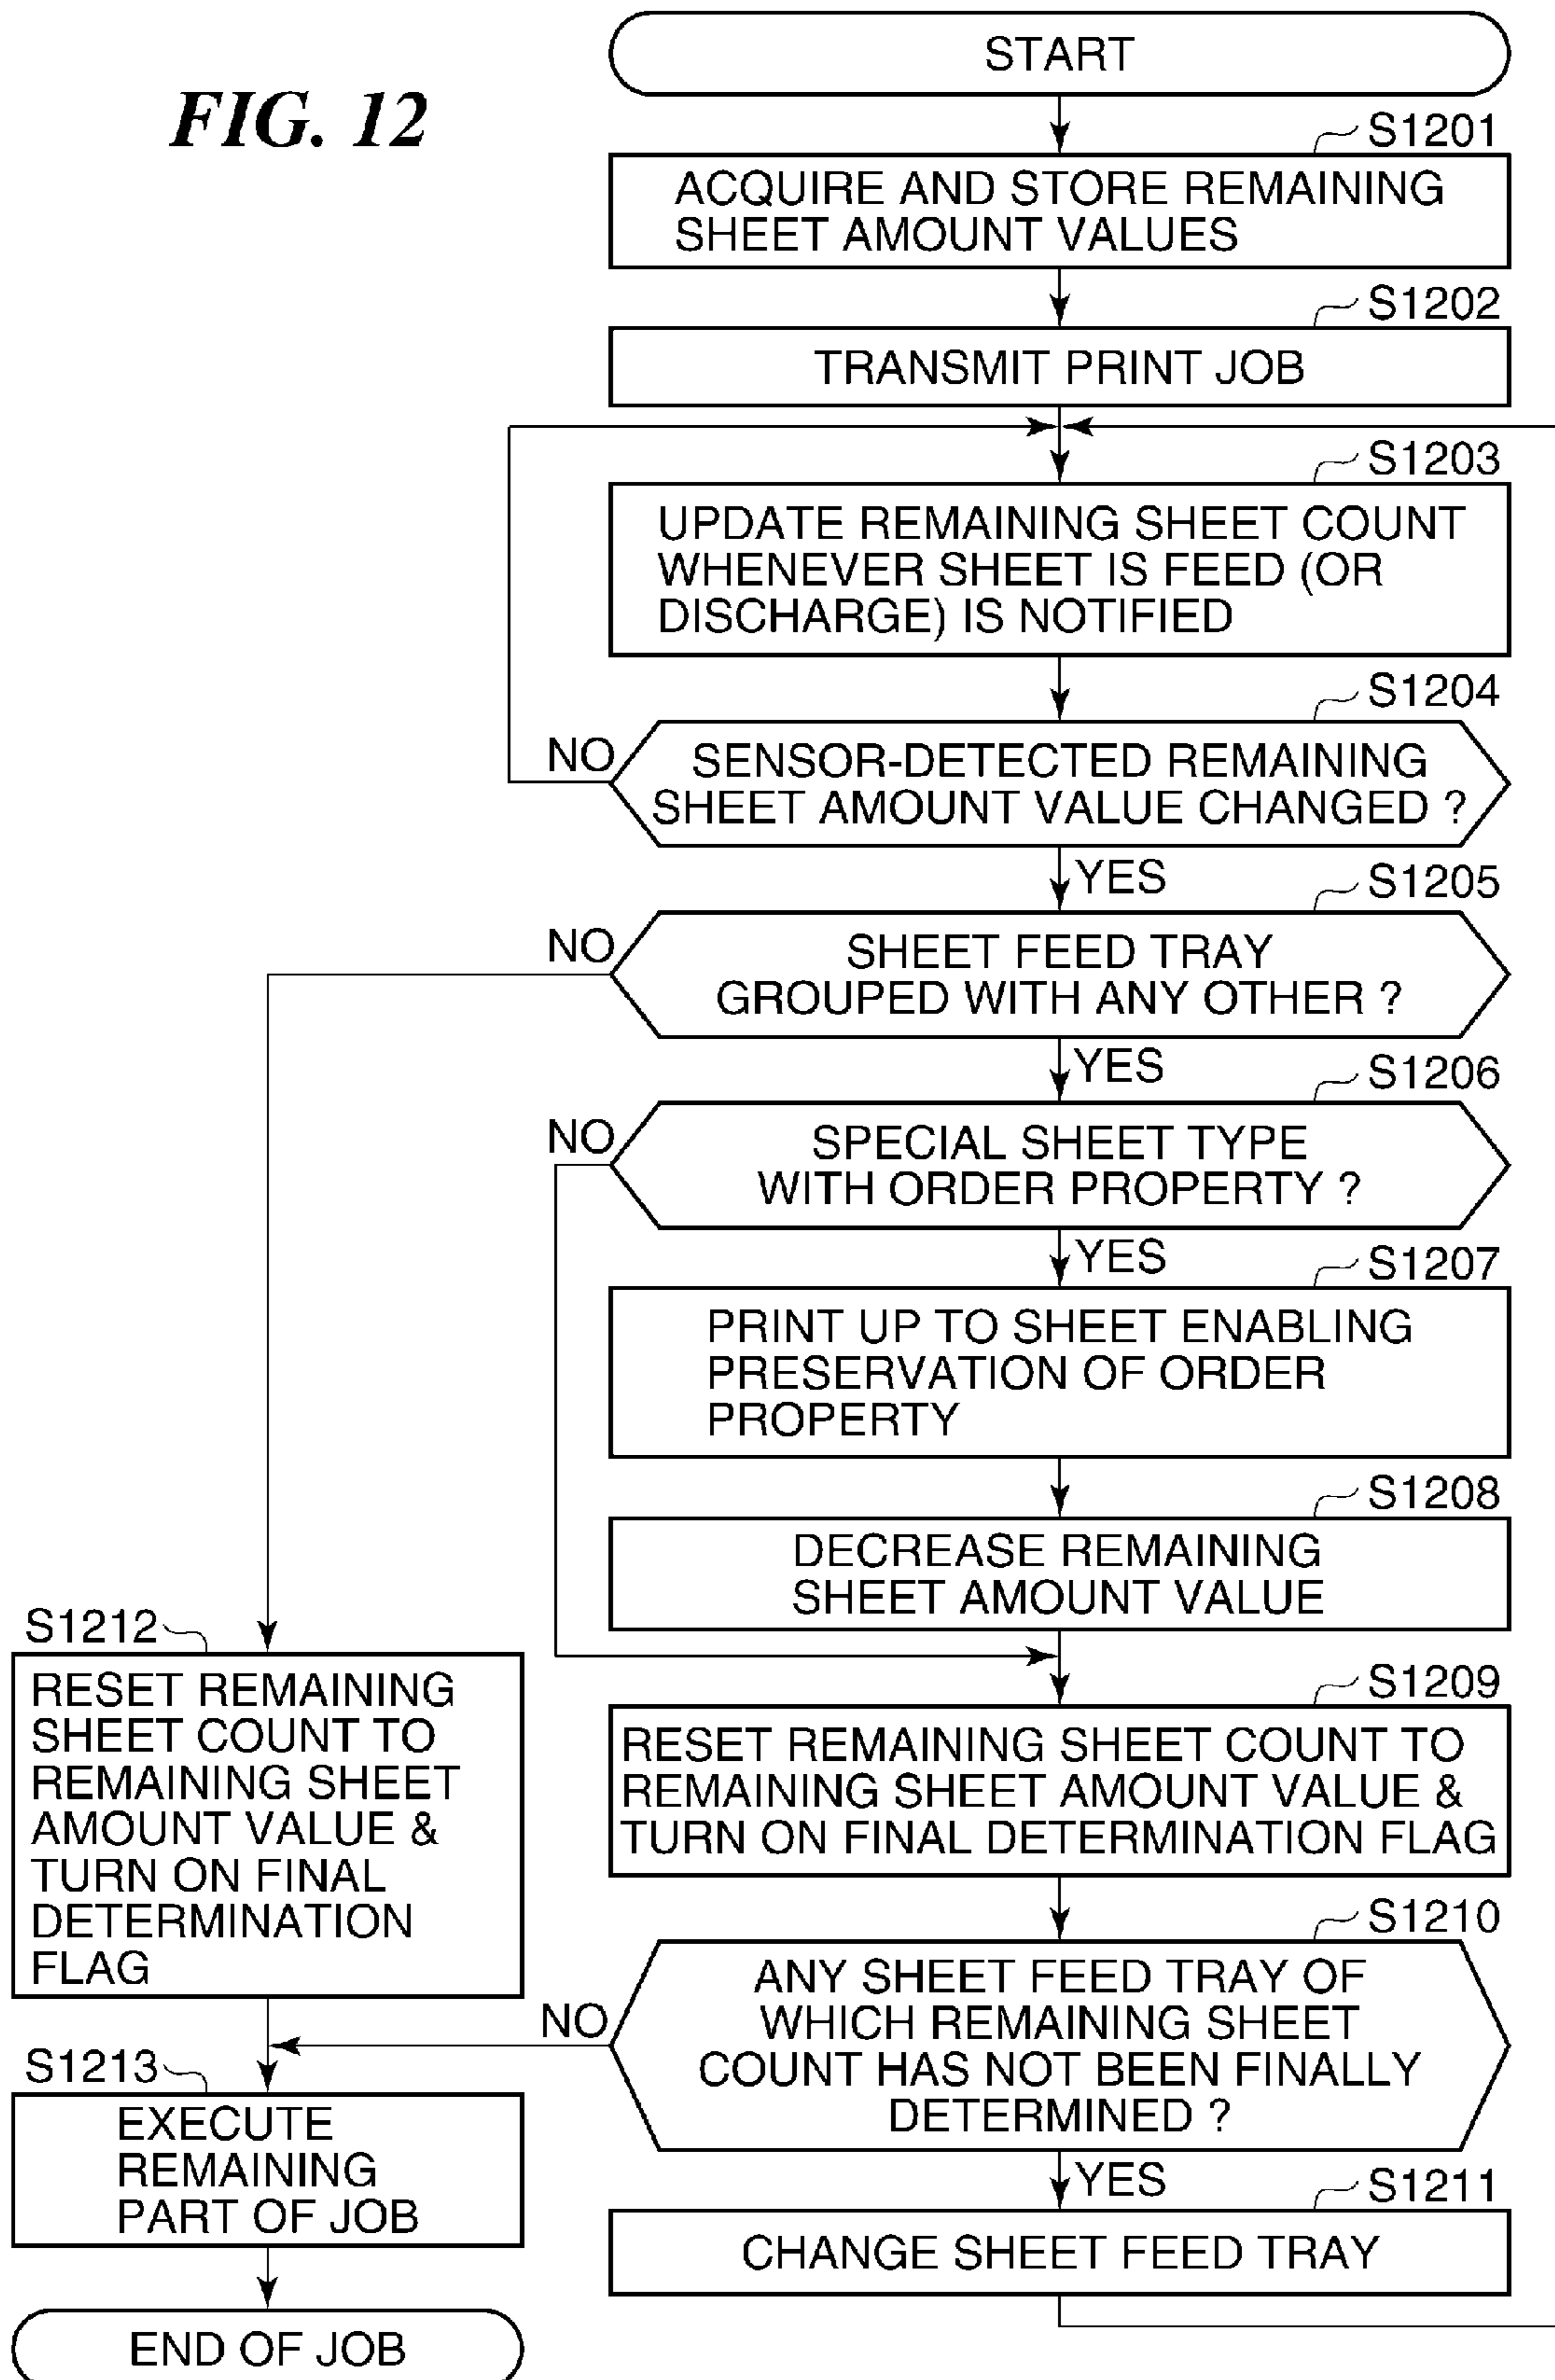 FIG. 12
START
S1201
ACQUIRE AND STORE REMAINING
SHEET AMOUNT VALUES
S1202
TRANSMIT PRINT JOB
S1203
UPDATE REMAINING SHEET COUNT
WHENEVER SHEET IS FEED (OR
DISCHARGE) IS NOTIFIED
S1204
NO
SENSOR-DETECTED REMAINING
SHEET AMOUNT VALUE CHANGED ?
YES
S1205
NO
SHEET FEED TRAY
GROUPED WITH ANY OTHER ?
YES
S1206
NO
SPECIAL SHEET TYPE
WITH ORDER PROPERTY ?
YES
S1207
PRINT UP TO SHEET ENABLING
PRESERVATION OF ORDER
PROPERTY
S1208
DECREASE REMAINING
SHEET AMOUNT VALUE
S1209
RESET REMAINING SHEET COUNT TO
REMAINING SHEET AMOUNT VALUE &
TURN ON FINAL DETERMINATION FLAG
S1210
NO
ANY SHEET FEED TRAY OF
WHICH REMAINING SHEET
COUNT HAS NOT BEEN FINALLY
DETERMINED ?
YES
S1211
CHANGE SHEET FEED TRAY
S1212
RESET REMAINING
SHEET COUNT TO
REMAINING SHEET
AMOUNT VALUE &
TURN ON FINAL
DETERMINATION
FLAG
S1213
EXECUTE
REMAINING
PART OF JOB
END OF JOB